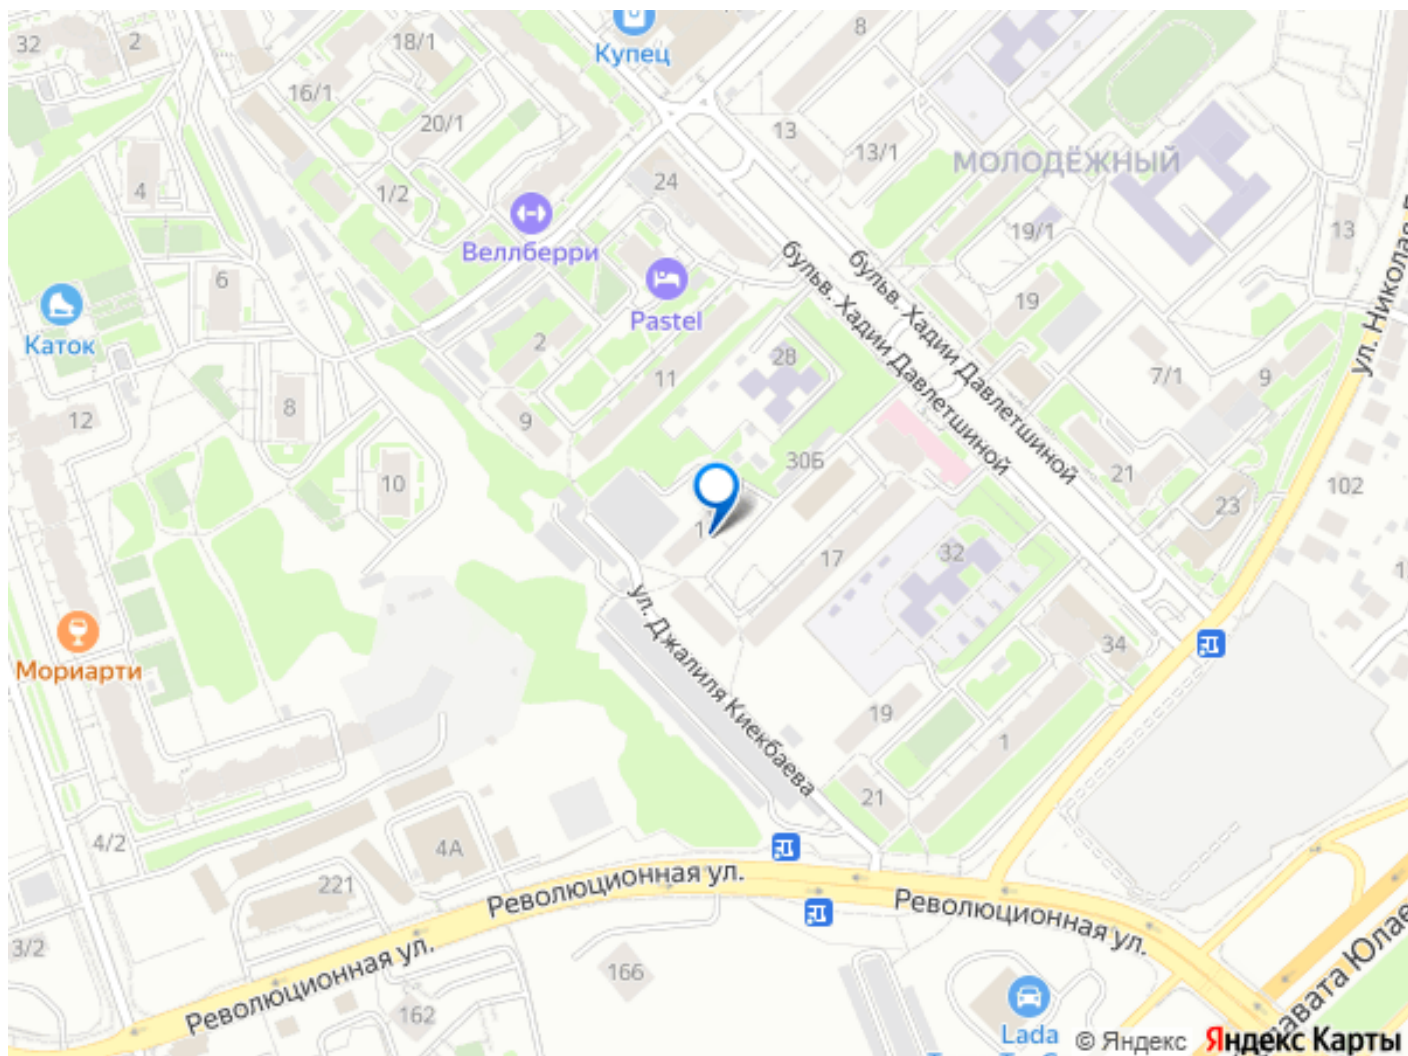 32
2
18/1
Купец
8
16/1
20/1
13
13/1
МОЛОДЁЖНЫЙ
4
1/2
24
Веллберри
19/1
13
6
Pastel
бульв. Хадии Давлетшиной
бульв. Хадии Давлетшиной
19
ул. Николая
Каток
2
28
11
7/1
9
8
12
9
10
30Б
21
102
23
17
32
ул. Джалиля Киекбаева
Мориарти
34
19
1
21
4/2
4А
221
Революционная ул.
Революционная ул.
Революционная ул.
3/2
166
162
Lada
© Яндекс
Яндекс Карты